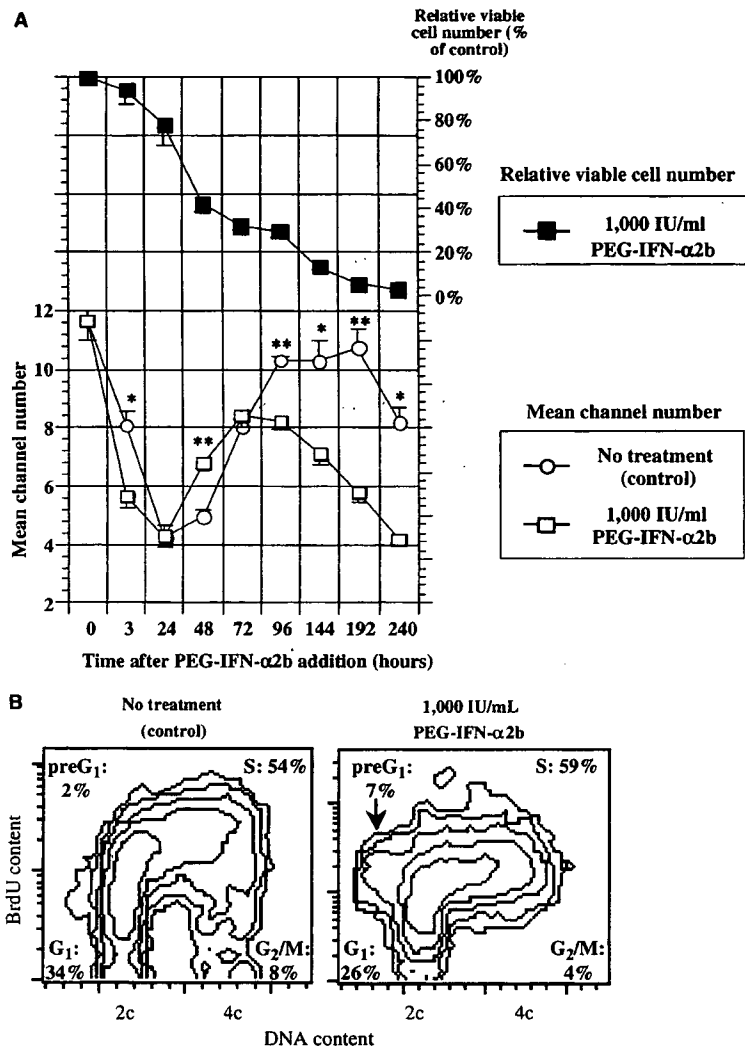 A
Relative viable
cell number (%
of control)
100%
80%
60%
40%
20%
0%
Relative viable cell number
1,000 IU/ml
PEG-IFN-α2b
12
10
8
6
4
2
Mean channel number
*
**
**
*
**
*
Mean channel number
No treatment
(control)
1,000 IU/ml
PEG-IFN-α2b
0 3 24 48 72 96 144 192 240
Time after PEG-IFN-α2b addition (hours)
B
No treatment
(control)
1,000 IU/mL
PEG-IFN-α2b
preG1:
2%
S: 54%
G1:
34%
G2/M:
8%
preG1:
7%
S: 59%
G1:
26%
G2/M:
4%
BrdU content
2c 4c
2c 4c
DNA content